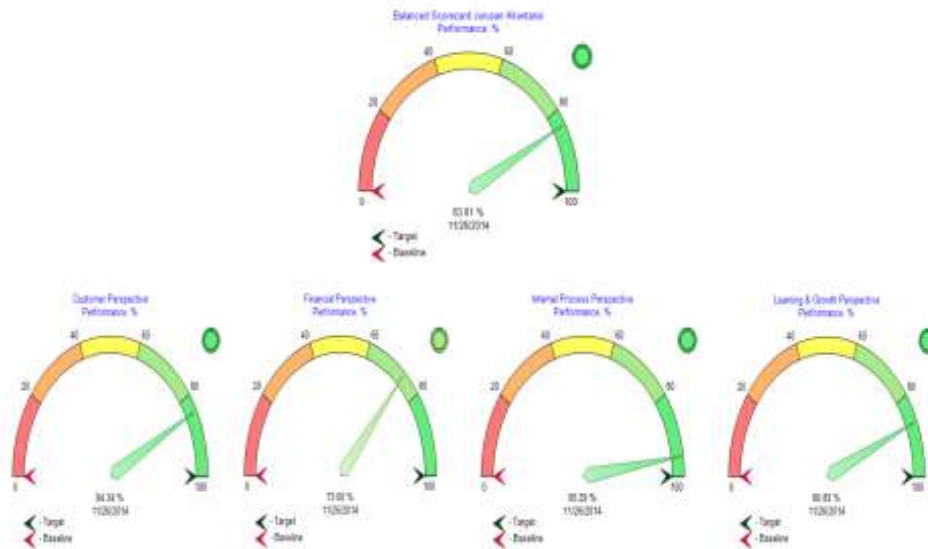 Balanced Scorecard Jurusan Akuntansi
Performance %
40
60
20
80
0
100
83.81 %
11/26/2014
- Target
- Baseline
Customer Perspective
Performance %
40
60
20
80
0
100
84.34 %
11/26/2014
- Target
- Baseline
Financial Perspective
Performance %
40
60
20
80
0
100
11/26/2014
- Target
- Baseline
Internal Process Perspective
Performance %
40
60
20
80
0
100
11/26/2014
- Target
- Baseline
Learning & Growth Perspective
Performance %
40
60
20
80
0
100
11/26/2014
- Target
- Baseline